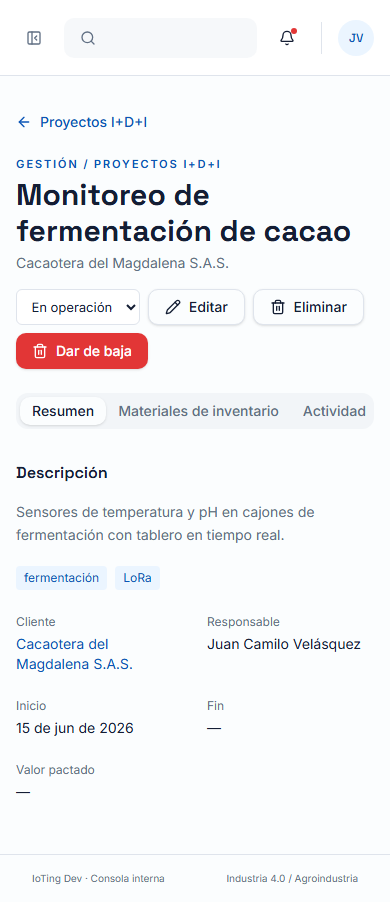 JV
Proyectos I+D+I
GESTIÓN / PROYECTOS I+D+I
Monitoreo de
fermentación de cacao
Cacaotera del Magdalena S.A.S.
En operación
Editar
Eliminar
Dar de baja
Resumen
Materiales de inventario
Actividad
Descripción
Sensores de temperatura y pH en cajones de
fermentación con tablero en tiempo real.
fermentación
LoRa
Cliente
Cacaotera del
Magdalena S.A.S.
Responsable
Juan Camilo Velásquez
Inicio
15 de jun de 2026
Fin
—
Valor pactado
—
IoTing Dev · Consola interna
Industria 4.0 / Agroindustria